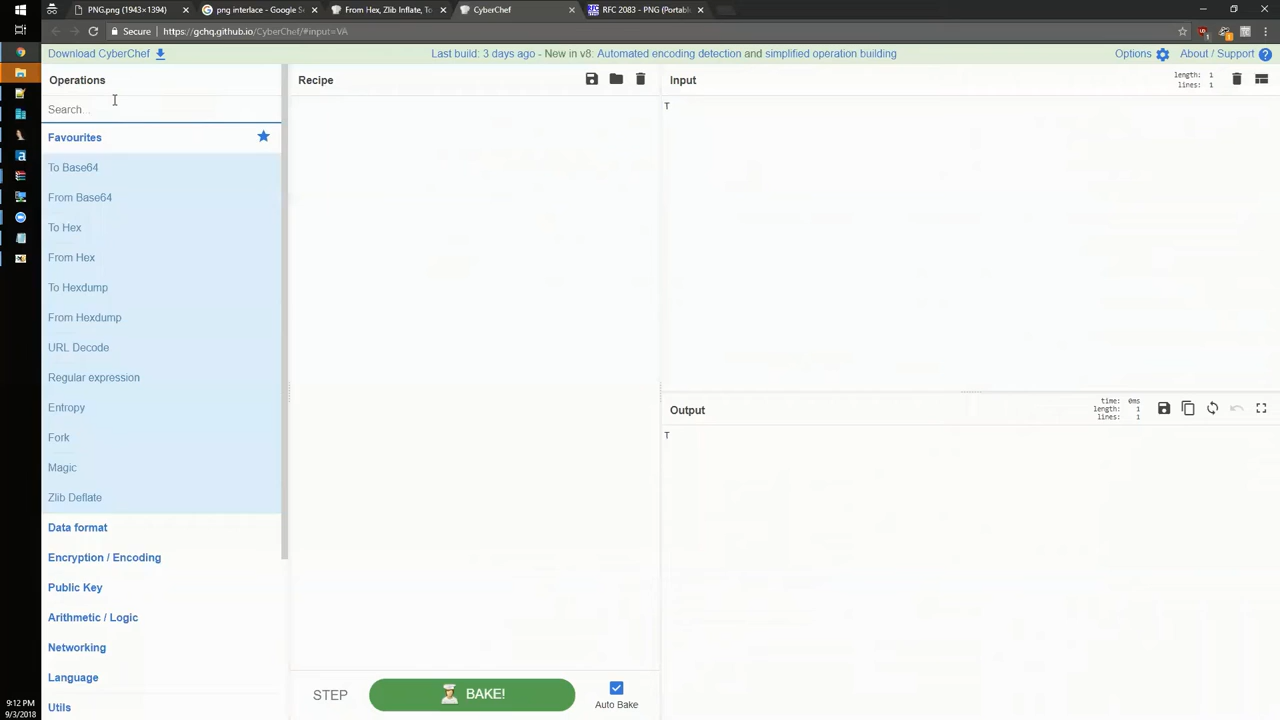 PNG.png (1943×1394)
png interlace - Google S
From Hex, Zlib Inflate, To
CyberChef
RFC 2083 - PNG (Portab
Secure
https://gchq.github.io/CyberChef/#input=VA
Download CyberChef
Last build: 3 days ago - New in v8: Automated encoding detection and simplified operation building
Options
About / Support
Operations
Search...
Favourites
To Base64
From Base64
To Hex
From Hex
To Hexdump
From Hexdump
URL Decode
Regular expression
Entropy
Fork
Magic
Zlib Deflate
Data format
Encryption / Encoding
Public Key
Arithmetic / Logic
Networking
Language
Utils
Recipe
STEP
BAKE!
Auto Bake
Input
length: 1
lines: 1
T
Output
time: 0ms
length: 1
lines: 1
T
9:12 PM
9/3/2018